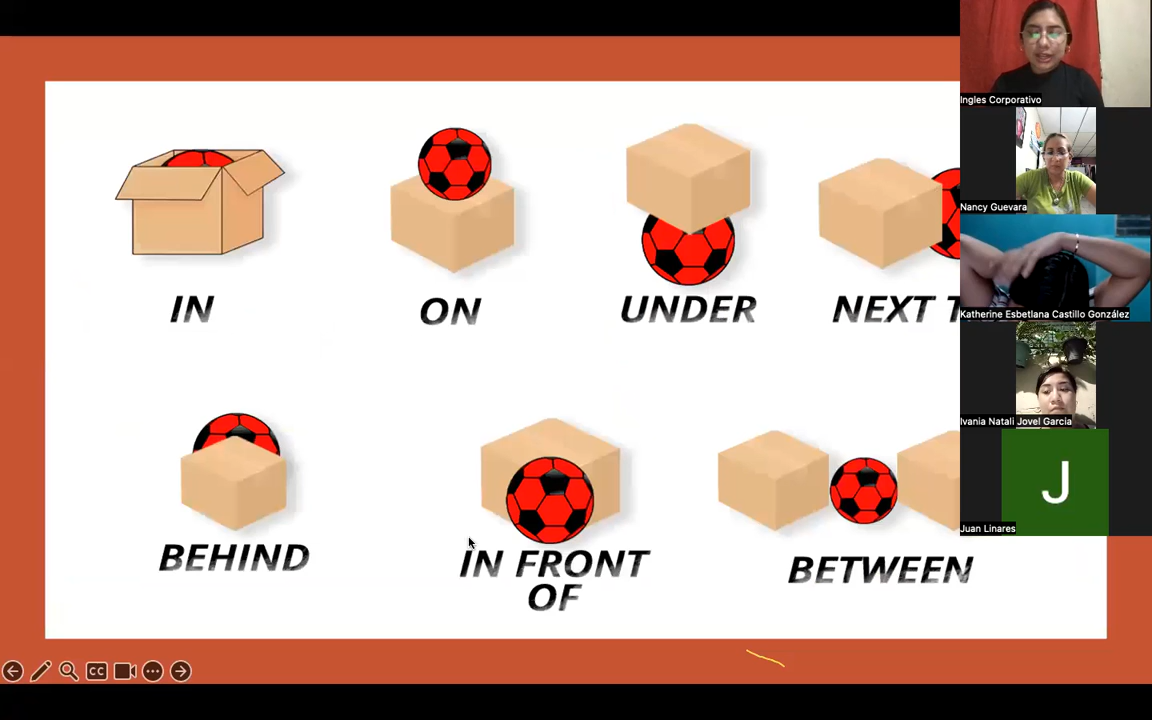 IN
ON
UNDER
NEXT T
BEHIND
IN FRONT
OF
BETWEEN
CC
Ingles Corporativo
Nancy Guevara
Katherine Esbetlana Castillo González
Ivania Natali Jovel Garcia
J
Juan Linares